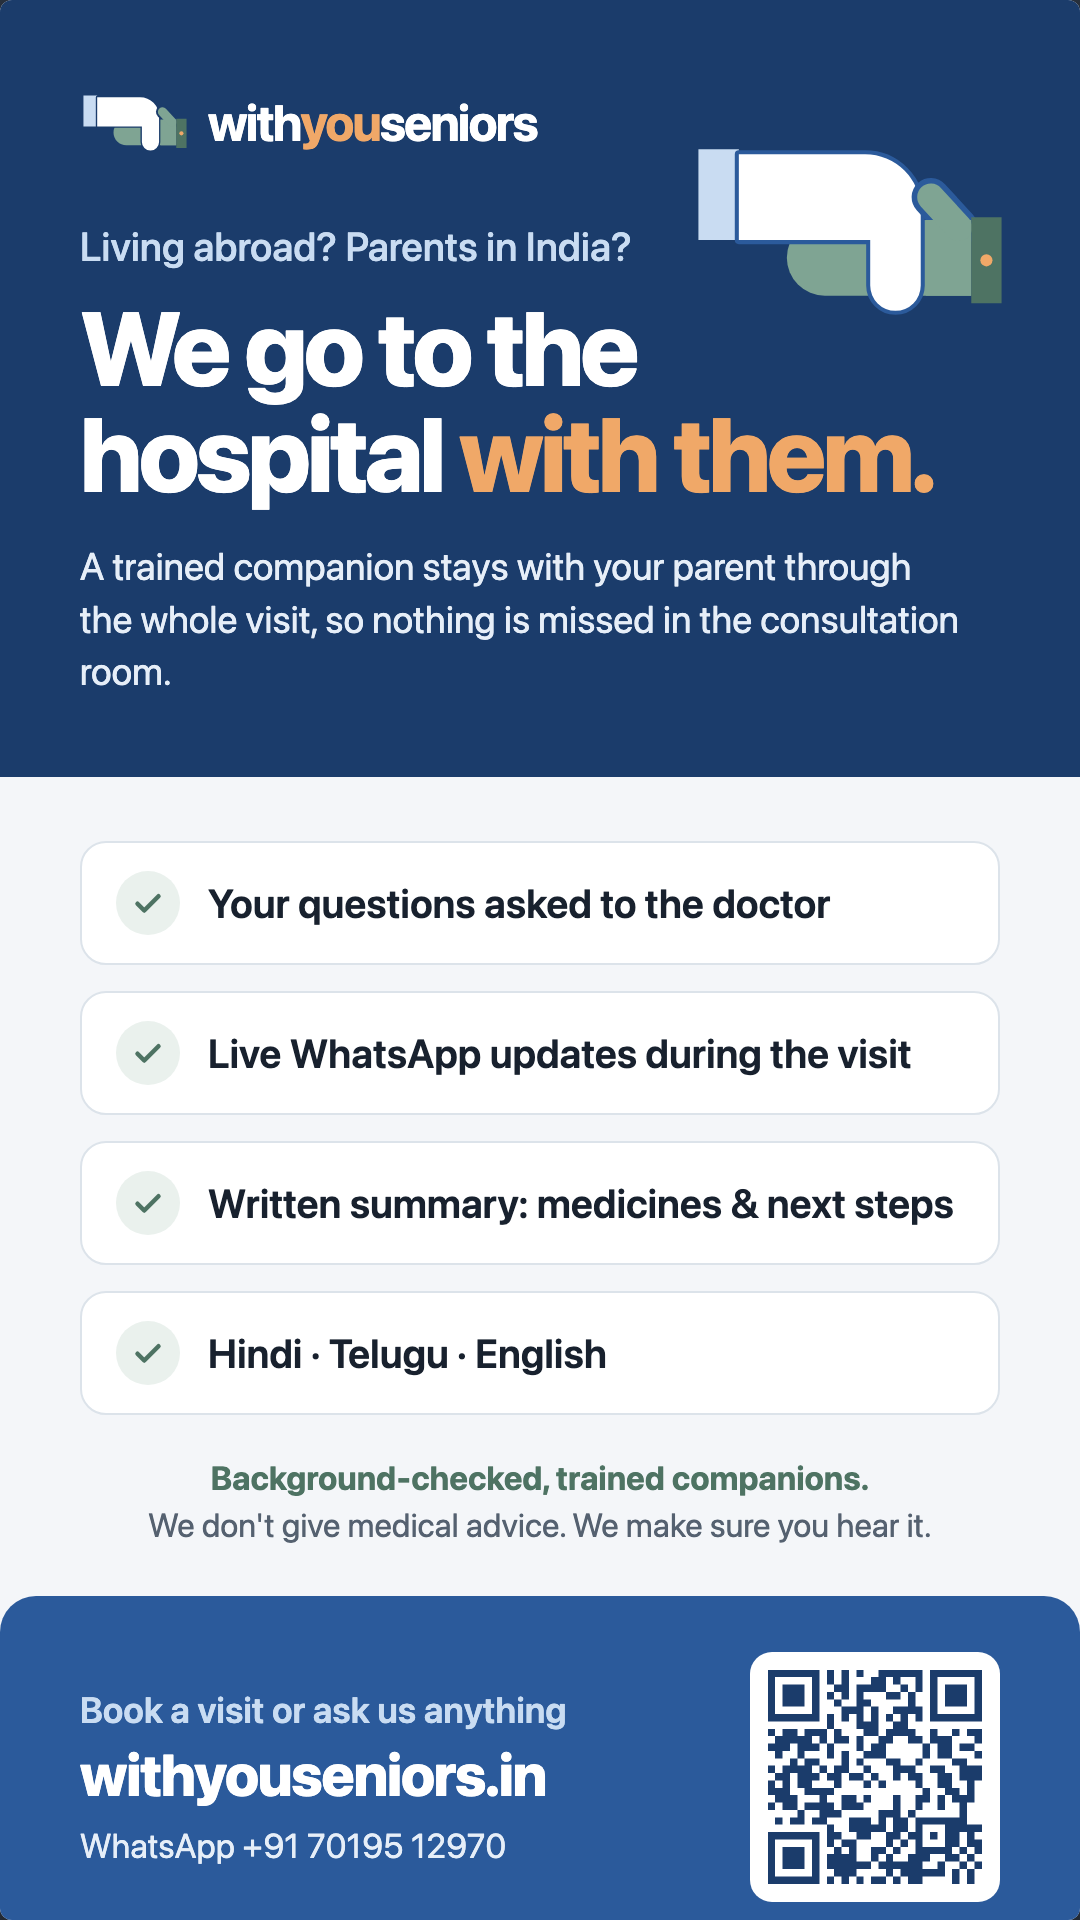 withyouseniors
Living abroad? Parents in India?
We go to the
hospital with them.
A trained companion stays with your parent through
the whole visit, so nothing is missed in the consultation
room.
Your questions asked to the doctor
Live WhatsApp updates during the visit
Written summary: medicines & next steps
Hindi · Telugu · English
Background-checked, trained companions.
We don't give medical advice. We make sure you hear it.
Book a visit or ask us anything
withyouseniors.in
WhatsApp +91 70195 12970